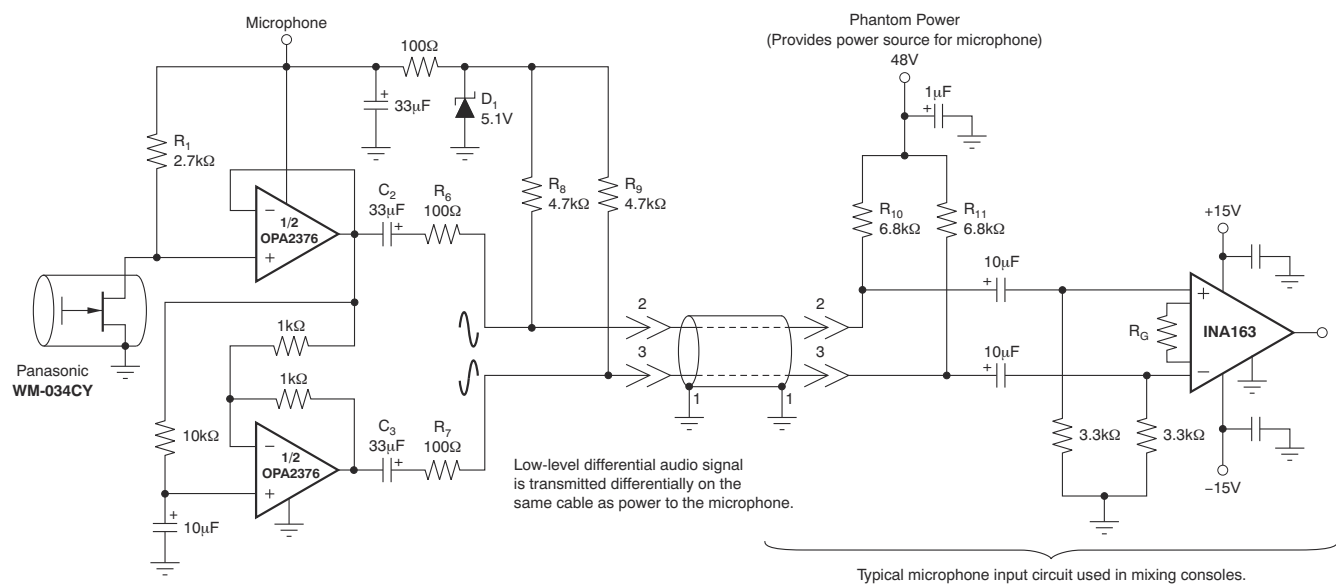 Microphone
Phantom Power
(Provides power source for microphone)
48V
1µF
+
100Ω
+
33µF
D1
5.1V
R1
2.7kΩ
R8
4.7kΩ
R9
4.7kΩ
R10
6.8kΩ
R11
6.8kΩ
+15V
−
1/2
OPA2376
+
C2
33µF
+
R6
100Ω
10µF
+
2
2
+
RG
INA163
−
1kΩ
3
3
10µF
+
1
1
Panasonic
WM-034CY
1kΩ
10kΩ
−
1/2
OPA2376
+
C3
33µF
+
R7
100Ω
3.3kΩ
3.3kΩ
−15V
Low-level differential audio signal
is transmitted differentially on the
same cable as power to the microphone.
+
10µF
Typical microphone input circuit used in mixing consoles.